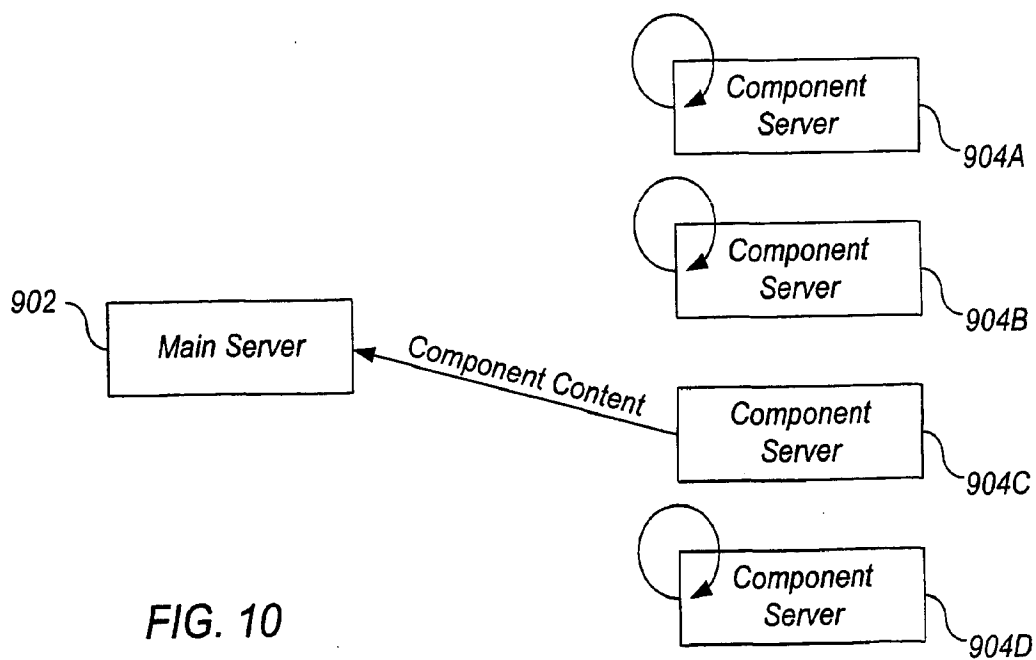 Component
Server
904A
Component
Server
904B
902
Main Server
Component Content
Component
Server
904C
Component
Server
904D
FIG. 10